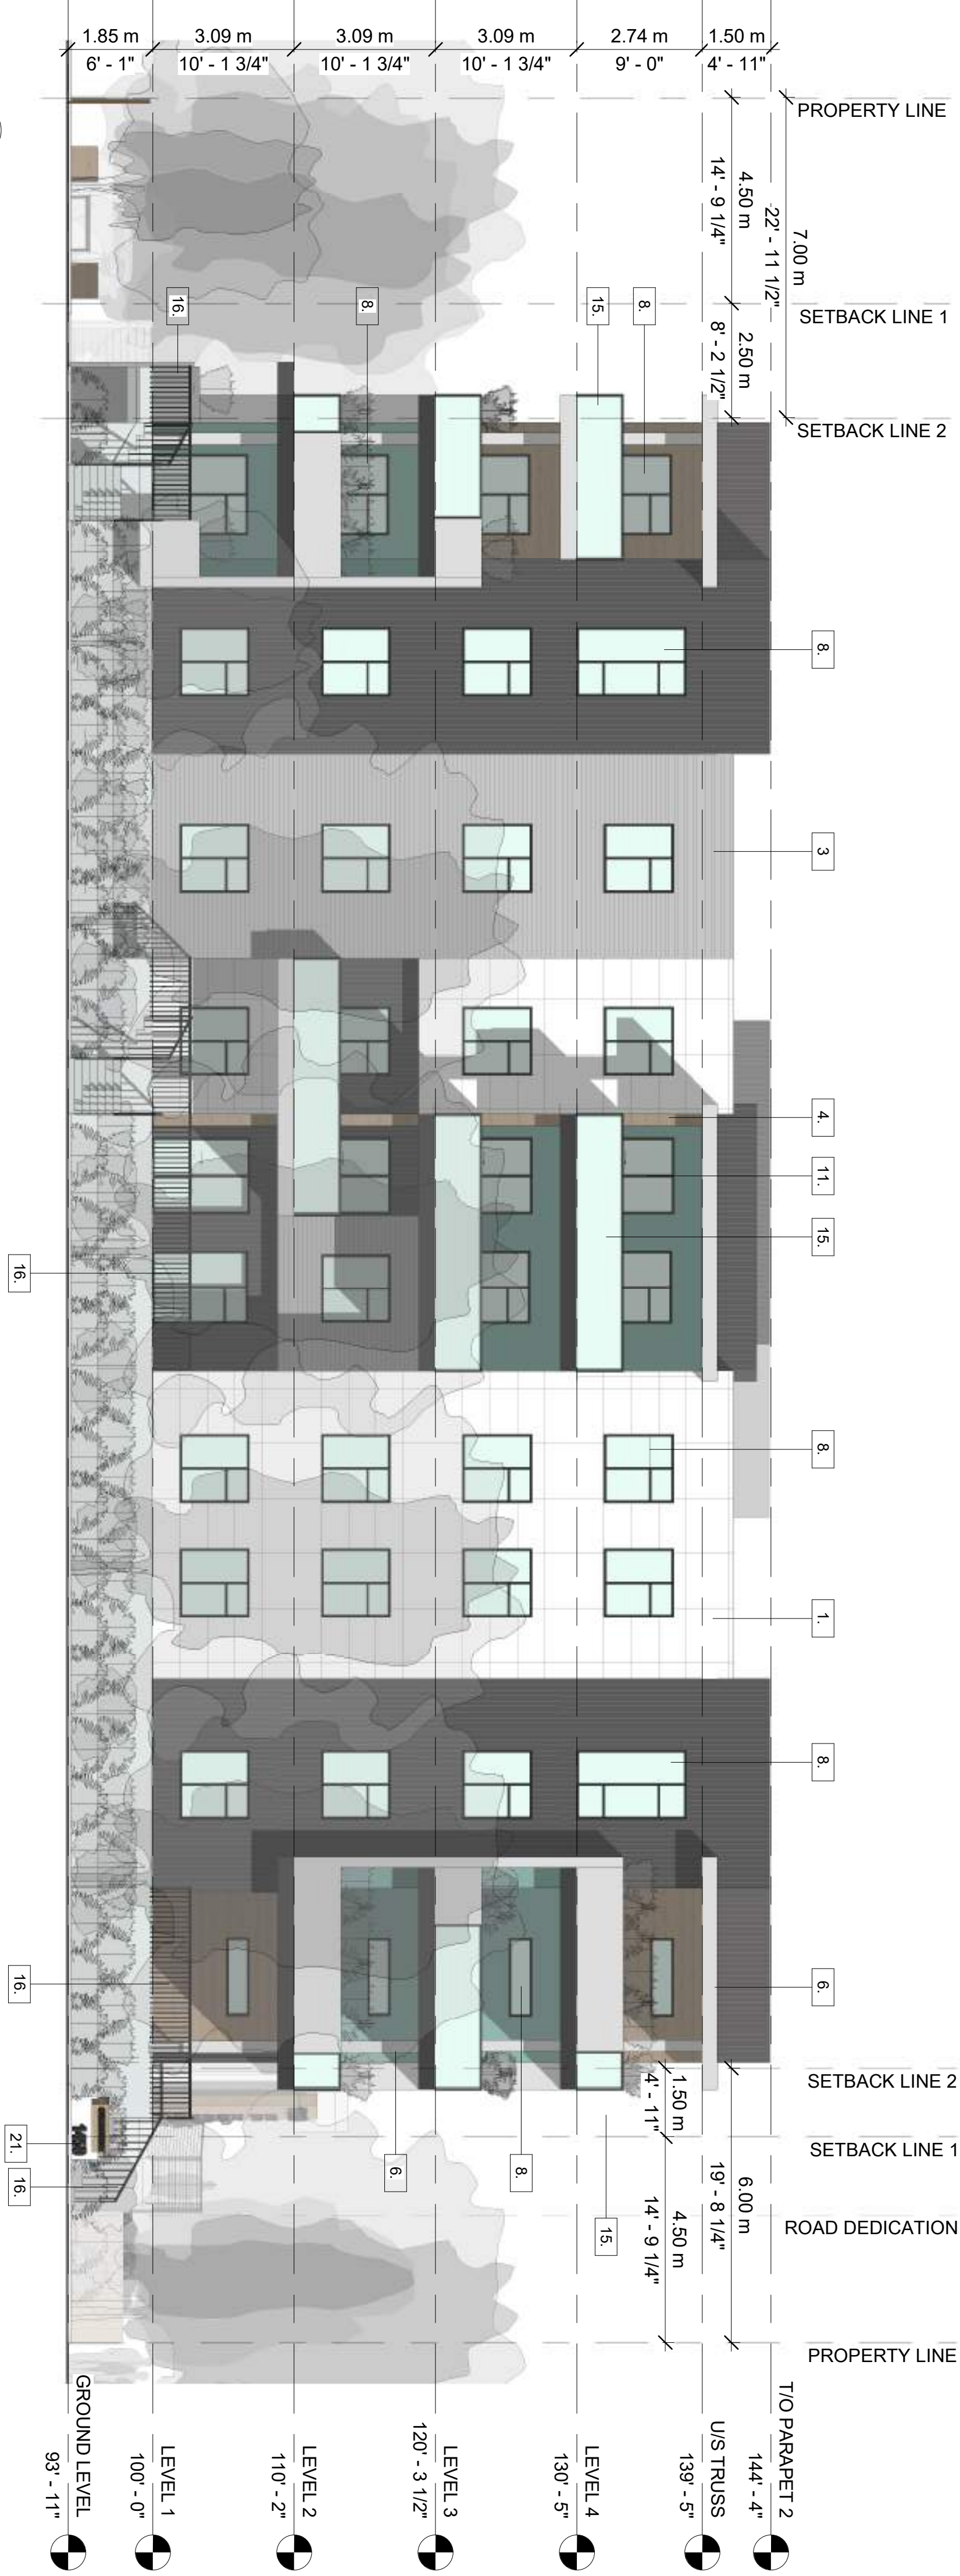 1.85 m
6' - 1"
3.09 m
10' - 1 3/4"
3.09 m
10' - 1 3/4"
3.09 m
10' - 1 3/4"
2.74 m
9' - 0"
1.50 m
4' - 11"
PROPERTY LINE
7.00 m
22' - 11 1/2"
4.50 m
14' - 9 1/4"
SETBACK LINE 1
2.50 m
8' - 2 1/2"
SETBACK LINE 2
16.
8.
15.
8.
8.
3
4.
11.
15.
16.
8.
1.
8.
6.
16.
SETBACK LINE 2
1.50 m
4' - 11"
SETBACK LINE 1
21.
16.
6.
8.
15.
6.00 m
19' - 8 1/4"
4.50 m
14' - 9 1/4"
ROAD DEDICATION
PROPERTY LINE
T/O PARAPET 2
144' - 4"
U/S TRUSS
139' - 5"
LEVEL 4
130' - 5"
LEVEL 3
120' - 3 1/2"
LEVEL 2
110' - 2"
LEVEL 1
100' - 0"
GROUND LEVEL
93' - 11"